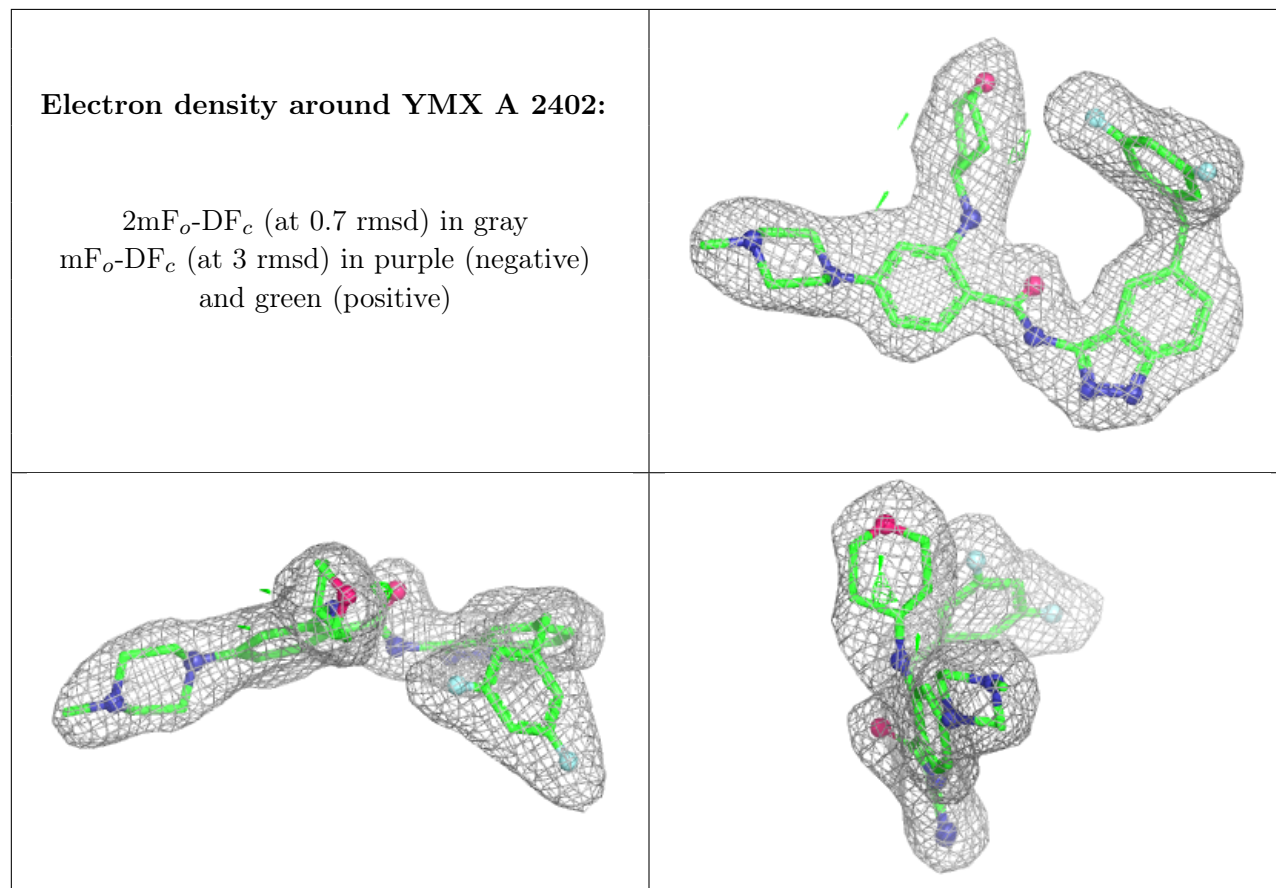 Electron density around YMX A 2402:
2mFₒ-DF𝒸 (at 0.7 rmsd) in gray
mFₒ-DF𝒸 (at 3 rmsd) in purple (negative)
and green (positive)